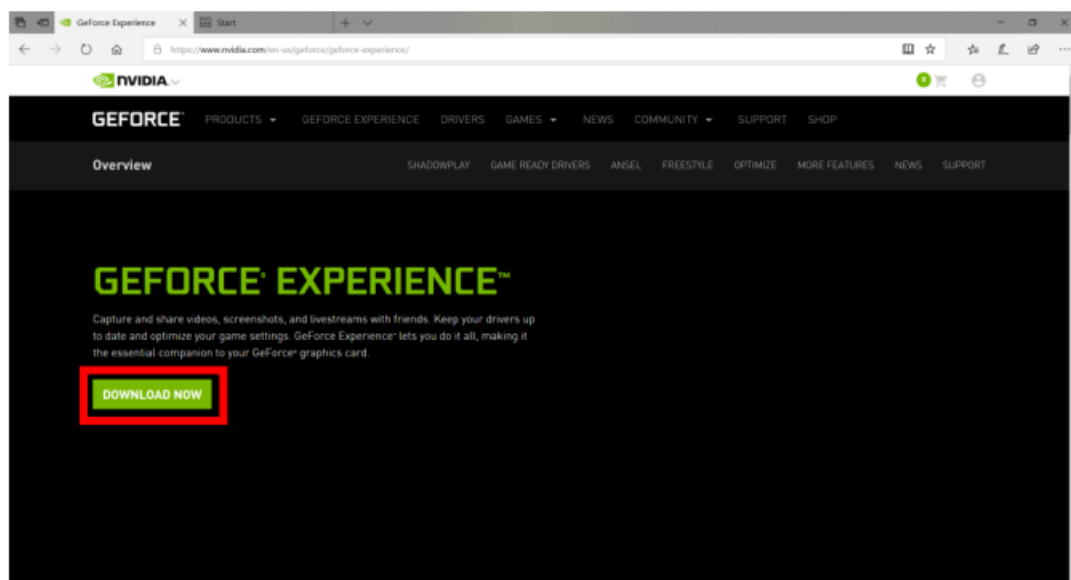 GeForce Experience
Start
https://www.nvidia.com/en-us/geforce/geforce-experience/
NVIDIA.
0
GEFORCE®
PRODUCTS GEFORCE EXPERIENCE DRIVERS GAMES NEWS COMMUNITY SUPPORT SHOP
Overview
SHADOWPLAY GAME READY DRIVERS ANSEL FREESTYLE OPTIMIZE MORE FEATURES NEWS SUPPORT
GEFORCE® EXPERIENCE™
Capture and share videos, screenshots, and livestreams with friends. Keep your drivers up
to date and optimize your game settings. GeForce Experience™ lets you do it all, making it
the essential companion to your GeForce® graphics card.
DOWNLOAD NOW